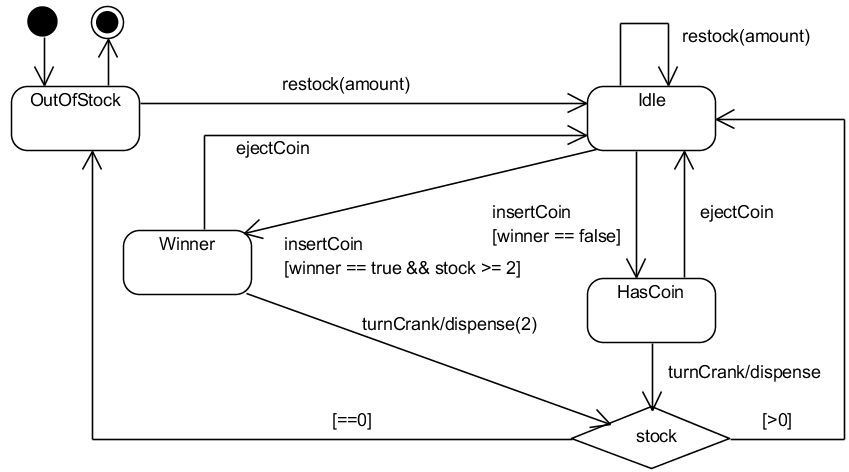 restock(amount)
restock(amount)
OutOfStock
Idle
ejectCoin
insertCoin
[winner == false]
ejectCoin
Winner
insertCoin
[winner == true && stock >= 2]
HasCoin
turnCrank/dispense(2)
turnCrank/dispense
[==0]
[>0]
stock